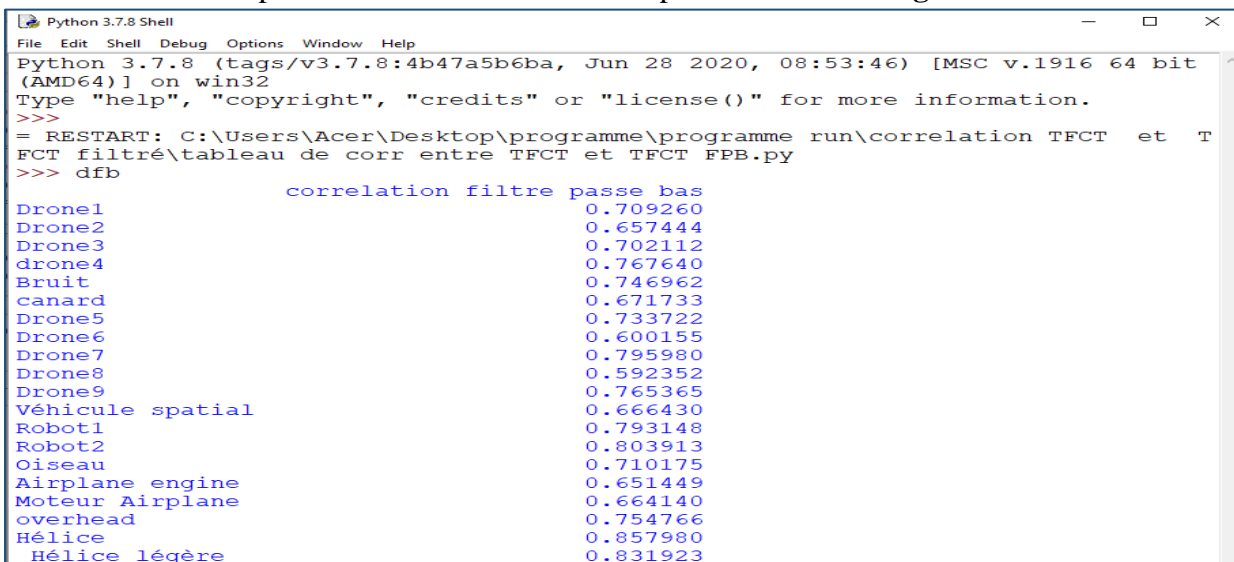 Python 3.7.8 Shell
File Edit Shell Debug Options Window Help
Python 3.7.8 (tags/v3.7.8:4b47a5b6ba, Jun 28 2020, 08:53:46) [MSC v.1916 64 bit
(AMD64)] on win32
Type "help", "copyright", "credits" or "license()" for more information.
>>>
= RESTART: C:\Users\Acer\Desktop\programme\programme run\correlation TFCT et T
FCT filtré\tableau de corr entre TFCT et TFCT FPB.py
>>> dfb
correlation filtre passe bas
Drone1 0.709260
Drone2 0.657444
Drone3 0.702112
drone4 0.767640
Bruit 0.746962
canard 0.671733
Drone5 0.733722
Drone6 0.600155
Drone7 0.795980
Drone8 0.592352
Drone9 0.765365
Véhicule spatial 0.666430
Robot1 0.793148
Robot2 0.803913
Oiseau 0.710175
Airplane engine 0.651449
Moteur Airplane 0.664140
overhead 0.754766
Hélice 0.857980
Hélice légère 0.831923